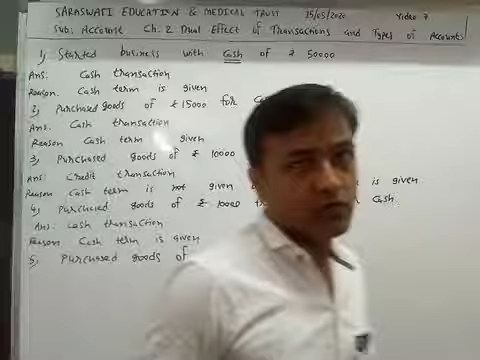 SARASWATI EDUCATION & MEDICAL TRUST 25/05/2020 Video 7
Sub: Account Ch. 2 Dual Effect of Transactions and Types of Accounts
1) Started business with Cash of ₹ 50000
Ans: Cash transaction
Reason. Cash term is given
2) Purchased goods of ₹ 15000 for
Ans. Cash transaction
Reason Cash term given
3) Purchased goods of ₹ 10000
Ans: Credit transaction
Reason Cash term is not given is given
4) Purchased goods of ₹ 10000 Cash.
Ans: Cash transaction
Reason Cash term is given
5) Purchased goods of